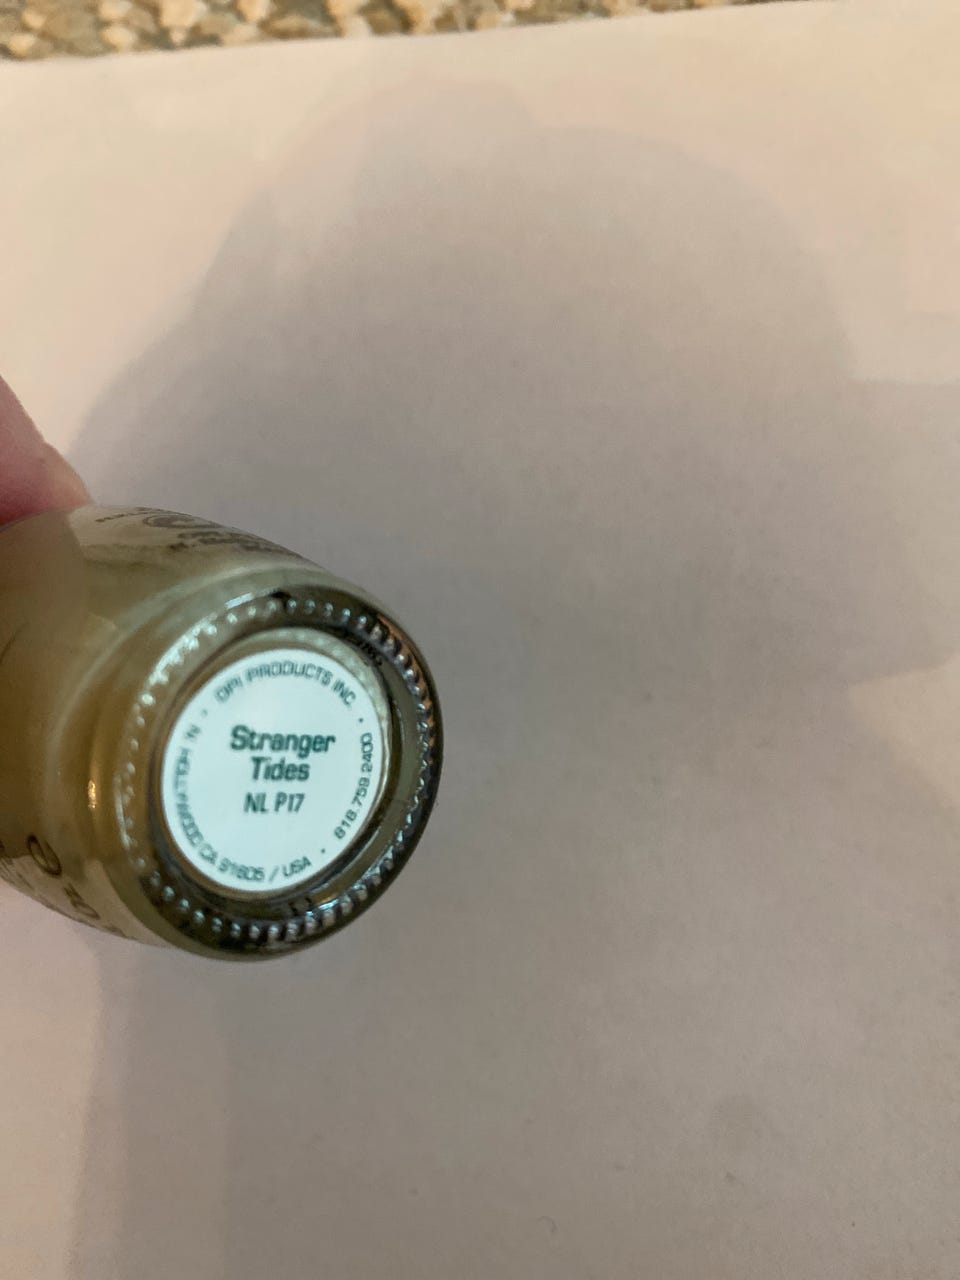 OPI PRODUCTS INC. • 818.759.2400 •
N. HOLLYWOOD CA 91605 / USA •
Stranger
Tides
NL P17
e